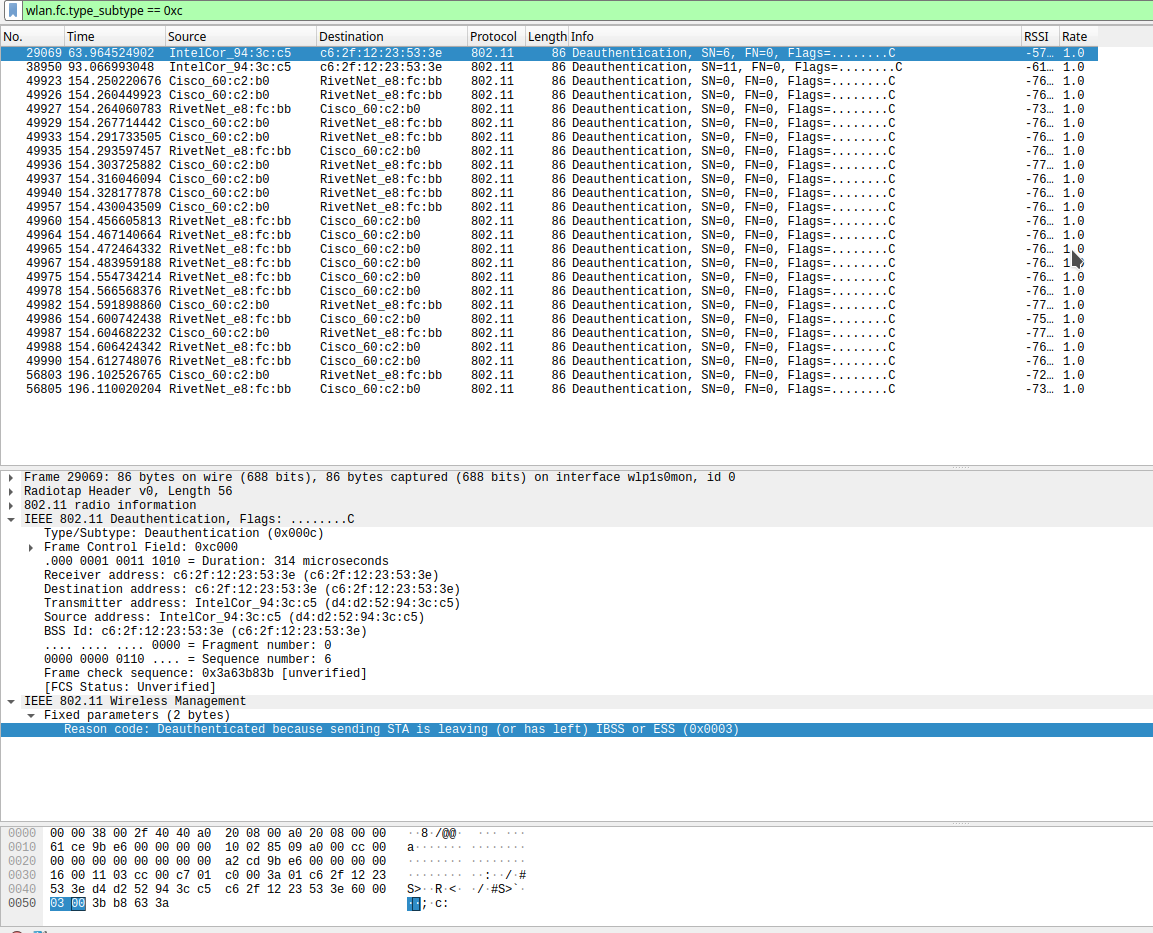 wlan.fc.type_subtype == 0xc
No. Time Source Destination Protocol Length Info RSSI Rate
29069 63.964524902 IntelCor_94:3c:c5 c6:2f:12:23:53:3e 802.11 86 Deauthentication, SN=6, FN=0, Flags=........C -57… 1.0
38950 93.066993048 IntelCor_94:3c:c5 c6:2f:12:23:53:3e 802.11 86 Deauthentication, SN=11, FN=0, Flags=........C -61… 1.0
49923 154.250220676 Cisco_60:c2:b0 RivetNet_e8:fc:bb 802.11 86 Deauthentication, SN=0, FN=0, Flags=........C -76… 1.0
49926 154.260449923 Cisco_60:c2:b0 RivetNet_e8:fc:bb 802.11 86 Deauthentication, SN=0, FN=0, Flags=........C -76… 1.0
49927 154.264060783 RivetNet_e8:fc:bb Cisco_60:c2:b0 802.11 86 Deauthentication, SN=0, FN=0, Flags=........C -73… 1.0
49929 154.267714442 Cisco_60:c2:b0 RivetNet_e8:fc:bb 802.11 86 Deauthentication, SN=0, FN=0, Flags=........C -76… 1.0
49933 154.291733505 Cisco_60:c2:b0 RivetNet_e8:fc:bb 802.11 86 Deauthentication, SN=0, FN=0, Flags=........C -76… 1.0
49935 154.293597457 RivetNet_e8:fc:bb Cisco_60:c2:b0 802.11 86 Deauthentication, SN=0, FN=0, Flags=........C -76… 1.0
49936 154.303725882 Cisco_60:c2:b0 RivetNet_e8:fc:bb 802.11 86 Deauthentication, SN=0, FN=0, Flags=........C -77… 1.0
49937 154.316046094 Cisco_60:c2:b0 RivetNet_e8:fc:bb 802.11 86 Deauthentication, SN=0, FN=0, Flags=........C -76… 1.0
49940 154.328177878 Cisco_60:c2:b0 RivetNet_e8:fc:bb 802.11 86 Deauthentication, SN=0, FN=0, Flags=........C -76… 1.0
49957 154.430043509 Cisco_60:c2:b0 RivetNet_e8:fc:bb 802.11 86 Deauthentication, SN=0, FN=0, Flags=........C -76… 1.0
49960 154.456605813 RivetNet_e8:fc:bb Cisco_60:c2:b0 802.11 86 Deauthentication, SN=0, FN=0, Flags=........C -76… 1.0
49964 154.467140664 RivetNet_e8:fc:bb Cisco_60:c2:b0 802.11 86 Deauthentication, SN=0, FN=0, Flags=........C -76… 1.0
49965 154.472464332 RivetNet_e8:fc:bb Cisco_60:c2:b0 802.11 86 Deauthentication, SN=0, FN=0, Flags=........C -76… 1.0
49967 154.483959188 RivetNet_e8:fc:bb Cisco_60:c2:b0 802.11 86 Deauthentication, SN=0, FN=0, Flags=........C -76…
49975 154.554734214 RivetNet_e8:fc:bb Cisco_60:c2:b0 802.11 86 Deauthentication, SN=0, FN=0, Flags=........C -76… 1.0
49978 154.566568376 RivetNet_e8:fc:bb Cisco_60:c2:b0 802.11 86 Deauthentication, SN=0, FN=0, Flags=........C -76… 1.0
49982 154.591898860 Cisco_60:c2:b0 RivetNet_e8:fc:bb 802.11 86 Deauthentication, SN=0, FN=0, Flags=........C -77… 1.0
49986 154.600742438 RivetNet_e8:fc:bb Cisco_60:c2:b0 802.11 86 Deauthentication, SN=0, FN=0, Flags=........C -75… 1.0
49987 154.604682232 Cisco_60:c2:b0 RivetNet_e8:fc:bb 802.11 86 Deauthentication, SN=0, FN=0, Flags=........C -77… 1.0
49988 154.606424342 RivetNet_e8:fc:bb Cisco_60:c2:b0 802.11 86 Deauthentication, SN=0, FN=0, Flags=........C -76… 1.0
49990 154.612748076 RivetNet_e8:fc:bb Cisco_60:c2:b0 802.11 86 Deauthentication, SN=0, FN=0, Flags=........C -76… 1.0
56803 196.102526765 Cisco_60:c2:b0 RivetNet_e8:fc:bb 802.11 86 Deauthentication, SN=0, FN=0, Flags=........C -72… 1.0
56805 196.110020204 RivetNet_e8:fc:bb Cisco_60:c2:b0 802.11 86 Deauthentication, SN=0, FN=0, Flags=........C -73… 1.0
Frame 29069: 86 bytes on wire (688 bits), 86 bytes captured (688 bits) on interface wlp1s0mon, id 0
Radiotap Header v0, Length 56
802.11 radio information
IEEE 802.11 Deauthentication, Flags: ........C
Type/Subtype: Deauthentication (0x000c)
Frame Control Field: 0xc000
.000 0001 0011 1010 = Duration: 314 microseconds
Receiver address: c6:2f:12:23:53:3e (c6:2f:12:23:53:3e)
Destination address: c6:2f:12:23:53:3e (c6:2f:12:23:53:3e)
Transmitter address: IntelCor_94:3c:c5 (d4:d2:52:94:3c:c5)
Source address: IntelCor_94:3c:c5 (d4:d2:52:94:3c:c5)
BSS Id: c6:2f:12:23:53:3e (c6:2f:12:23:53:3e)
.... .... .... 0000 = Fragment number: 0
0000 0000 0110 .... = Sequence number: 6
Frame check sequence: 0x3a63b83b [unverified]
[FCS Status: Unverified]
IEEE 802.11 Wireless Management
Fixed parameters (2 bytes)
Reason code: Deauthenticated because sending STA is leaving (or has left) IBSS or ESS (0x0003)
0000 00 00 38 00 2f 40 40 a0 20 08 00 a0 20 08 00 00 ··8·/@@· ··· ···
0010 61 ce 9b e6 00 00 00 00 10 02 85 09 a0 00 cc 00 a······· ········
0020 00 00 00 00 00 00 00 00 a2 cd 9b e6 00 00 00 00 ········ ········
0030 16 00 11 03 cc 00 c7 01 c0 00 3a 01 c6 2f 12 23 ········ ··:··/·#
0040 53 3e d4 d2 52 94 3c c5 c6 2f 12 23 53 3e 60 00 S>··R·<· ·/·#S>`·
0050 03 00 3b b8 63 3a ··;·c: